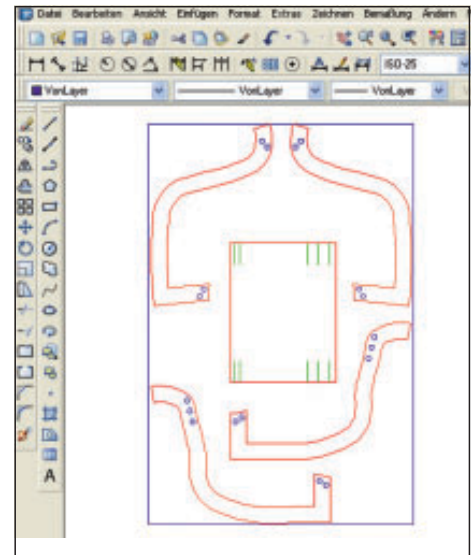 Datei Bearbeiten Ansicht Einfügen Format Extras Zeichnen Bemaßung Ändern
ISO-25
VonLayer VonLayer VonLayer
A